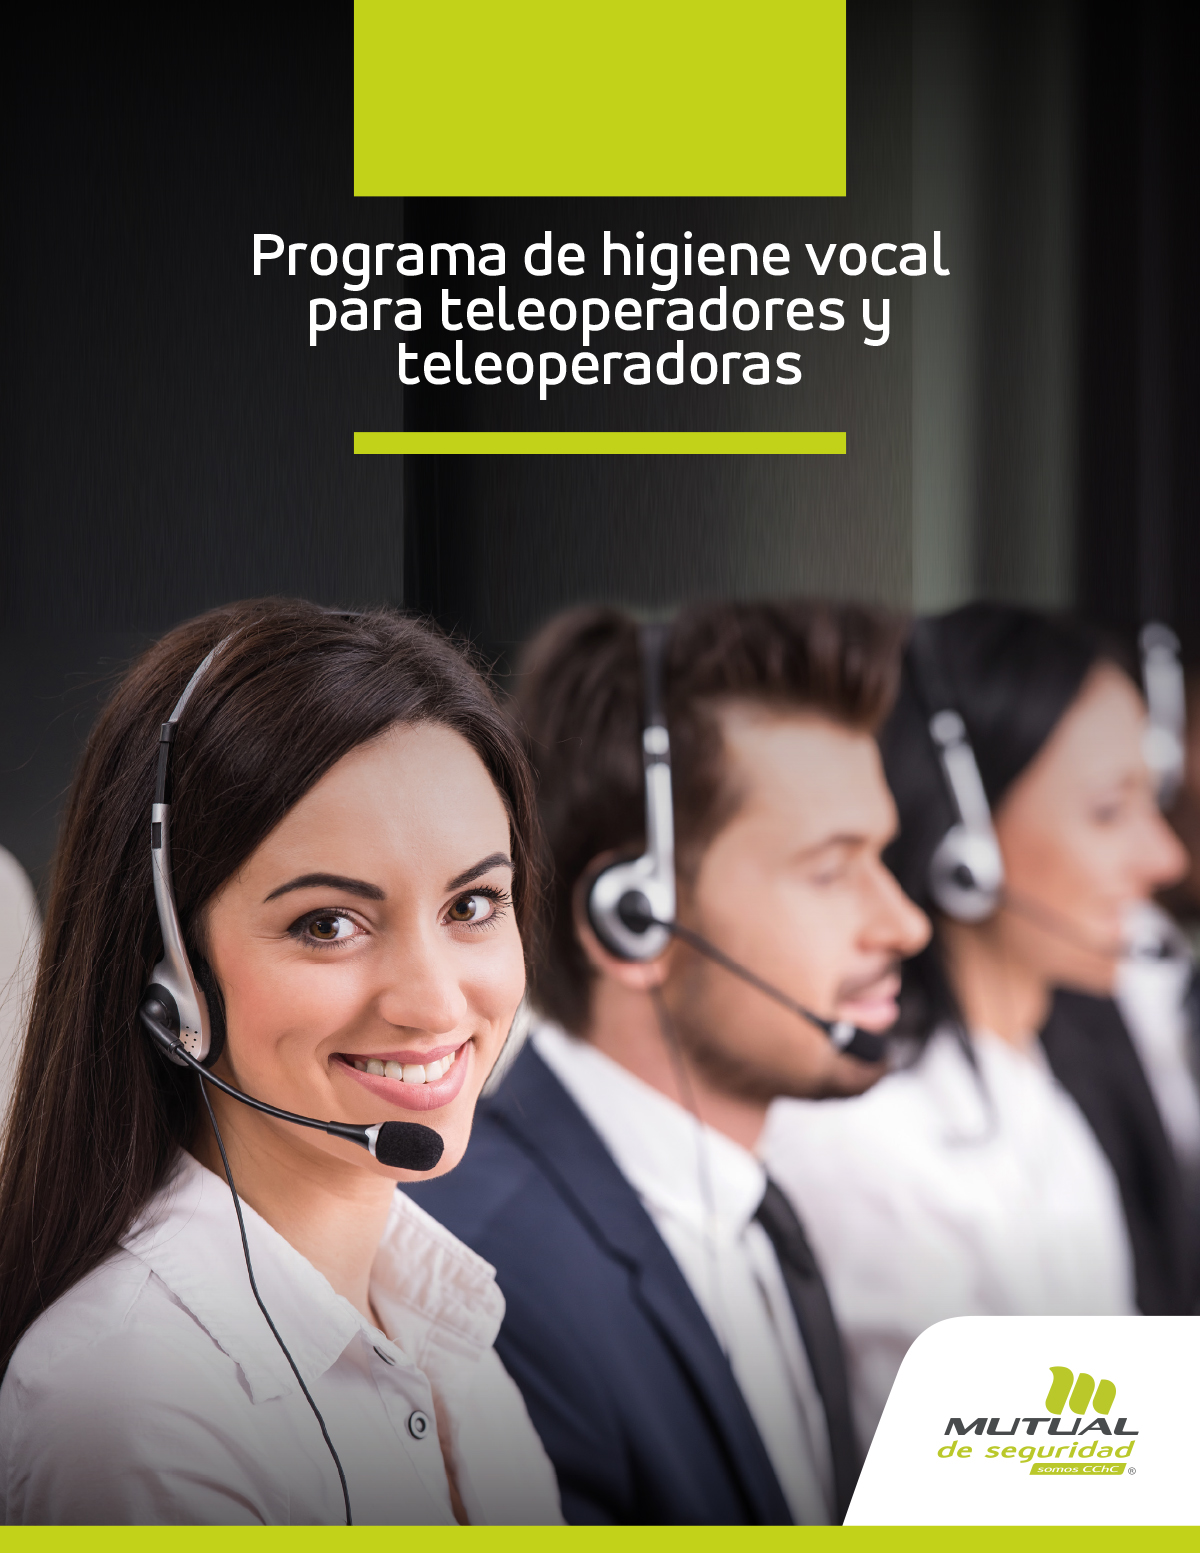 Programa de higiene vocal
para teleoperadores y
teleoperadoras
MUTUAL
de seguridad
somos CChC ®